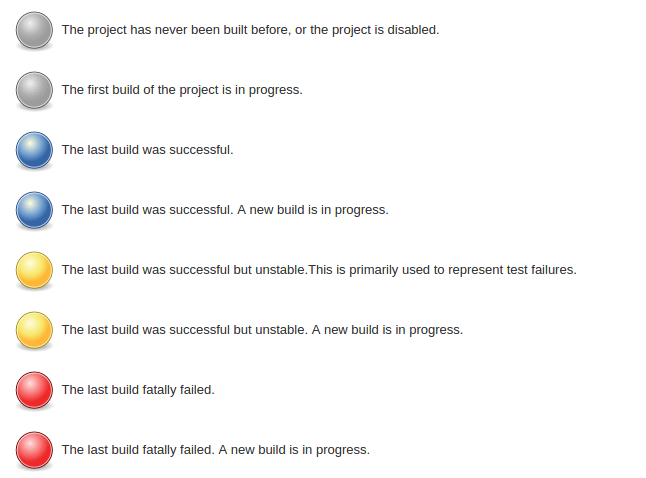 The project has never been built before, or the project is disabled.
The first build of the project is in progress.
The last build was successful.
The last build was successful. A new build is in progress.
The last build was successful but unstable.This is primarily used to represent test failures.
The last build was successful but unstable. A new build is in progress.
The last build fatally failed.
The last build fatally failed. A new build is in progress.